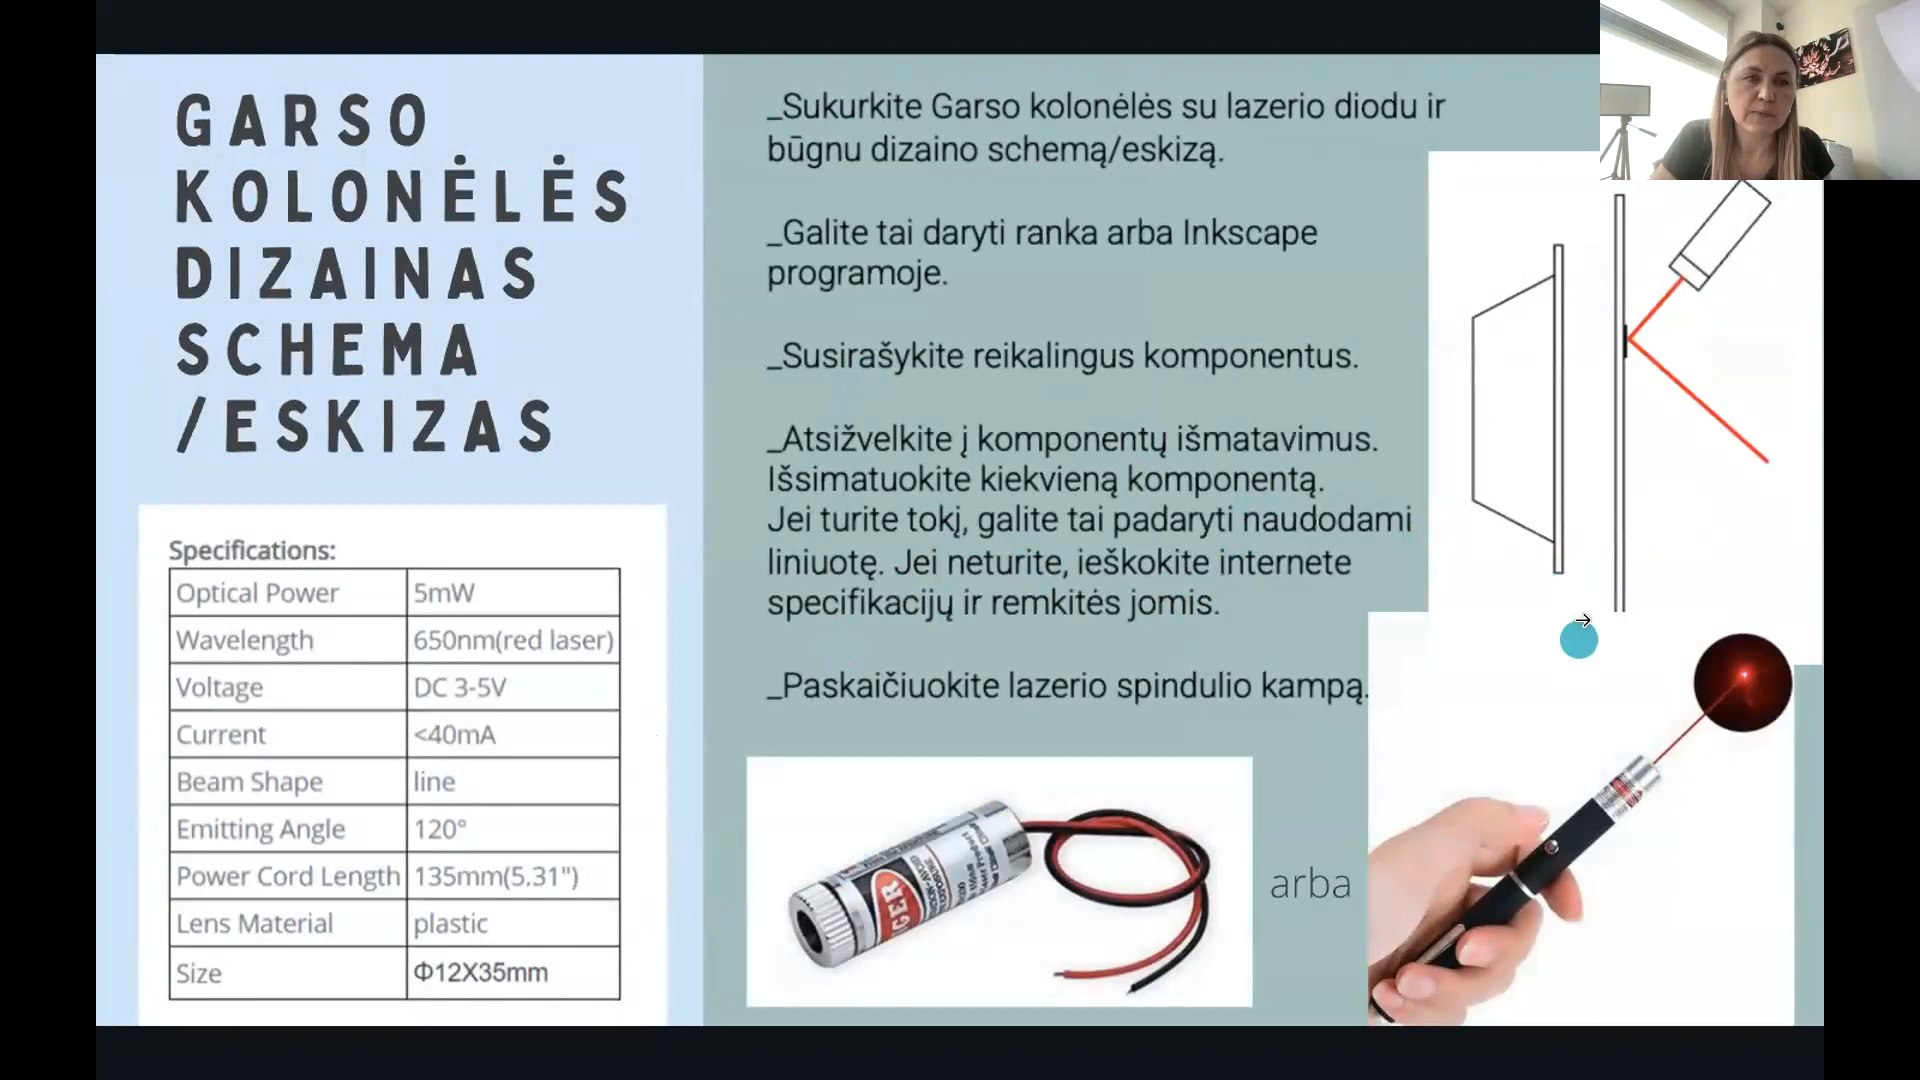 GARSO
KOLONĖLĖS
DIZAINAS
SCHEMA
/ESKIZAS
Specifications:
Optical Power 5mW
Wavelength 650nm(red laser)
Voltage DC 3-5V
Current <40mA
Beam Shape line
Emitting Angle 120°
Power Cord Length 135mm(5.31")
Lens Material plastic
Size Φ12X35mm
_Sukurkite Garso kolonėlės su lazerio diodu ir
būgnu dizaino schemą/eskizą.
_Galite tai daryti ranka arba Inkscape
programoje.
_Susirašykite reikalingus komponentus.
_Atsižvelkite į komponentų išmatavimus.
Išsimatuokite kiekvieną komponentą.
Jei turite tokį, galite tai padaryti naudodami
liniuotę. Jei neturite, ieškokite internete
specifikacijų ir remkitės jomis.
_Paskaičiuokite lazerio spindulio kampą.
arba